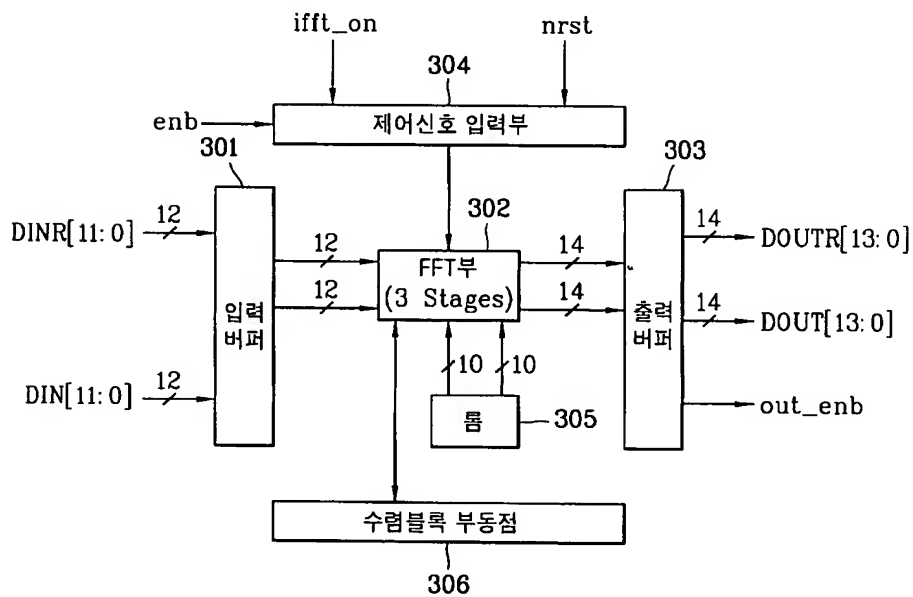 ifft_on
nrst
304
enb
제어신호 입력부
301
303
302
DINR[11:0]
12
12
FFT부
(3 Stages)
14
14
DOUTR[13:0]
12
14
입력
버퍼
출력
버퍼
14
DOUT[13:0]
10
10
DIN[11:0]
12
롬
305
out_enb
수렴블록 부동점
306